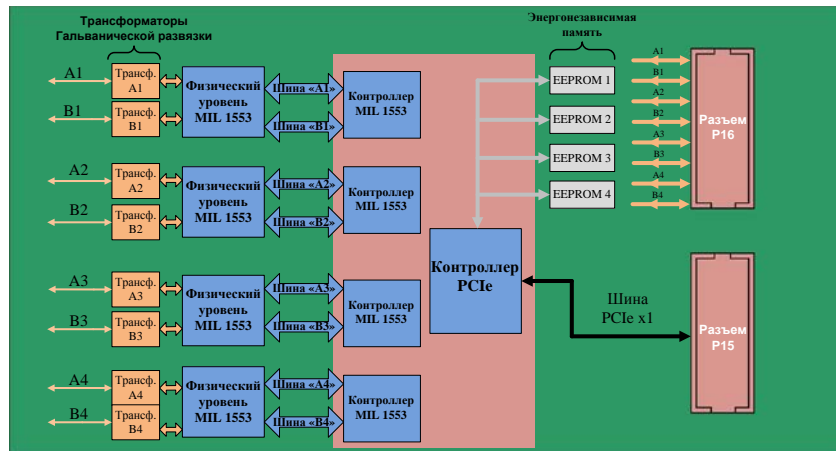 Трансформаторы
Гальванической развязки
Энергонезависимая
память
A1
Трансф.
A1
B1
Трансф.
B1
Физический
уровень
MIL 1553
Шина «A1»
Шина «B1»
Контроллер
MIL 1553
A2
Трансф.
A2
B2
Трансф.
B2
Физический
уровень
MIL 1553
Шина «A2»
Шина «B2»
Контроллер
MIL 1553
A3
Трансф.
A3
B3
Трансф.
B3
Физический
уровень
MIL 1553
Шина «A3»
Шина «B3»
Контроллер
MIL 1553
A4
Трансф.
A4
B4
Трансф.
B4
Физический
уровень
MIL 1553
Шина «A4»
Шина «B4»
Контроллер
MIL 1553
EEPROM 1
EEPROM 2
EEPROM 3
EEPROM 4
Контроллер
PCIe
A1
B1
A2
B2
A3
B3
A4
B4
Разъем
P16
Шина
PCIe x1
Разъем
P15